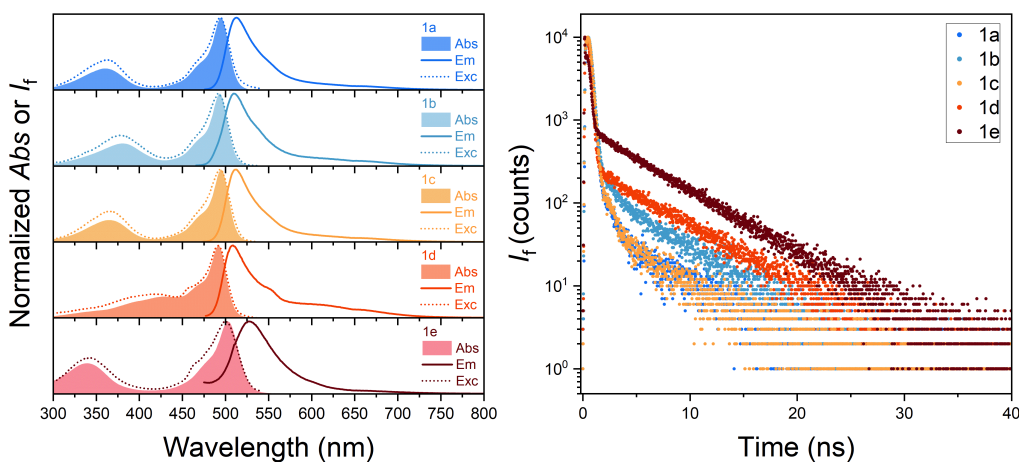 Normalized Abs or If
1a
Abs
Em
Exc
1b
Abs
Em
Exc
1c
Abs
Em
Exc
1d
Abs
Em
Exc
1e
Abs
Em
Exc
300 350 400 450 500 550 600 650 700 750 800
Wavelength (nm)
If (counts)
10^4
10^3
10^2
10^1
10^0
1a
1b
1c
1d
1e
0 10 20 30 40
Time (ns)